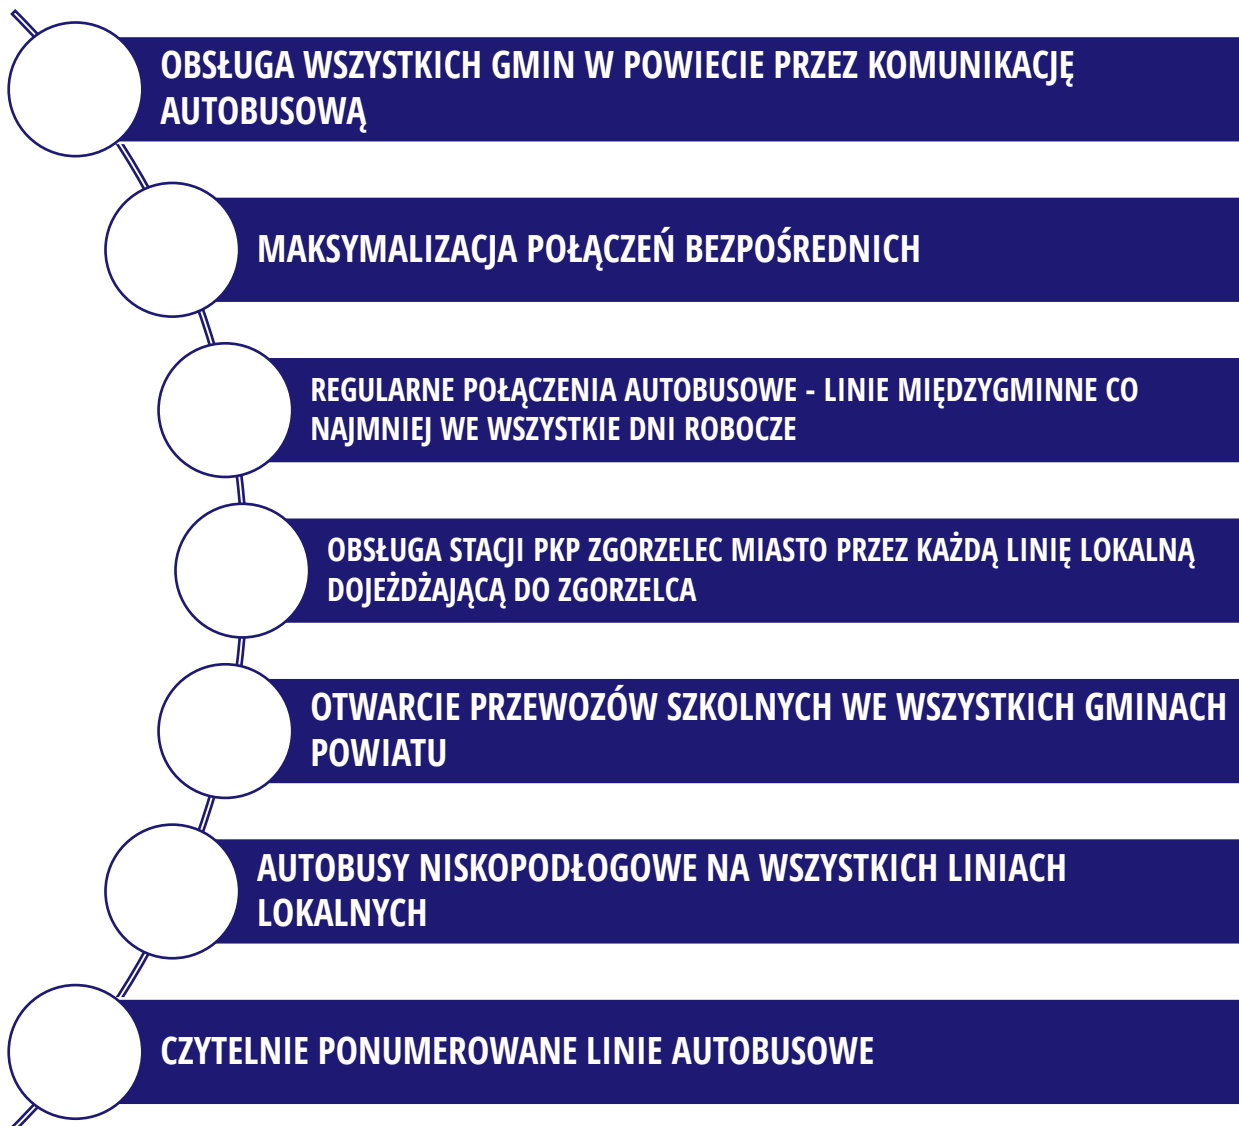 OBSŁUGA WSZYSTKICH GMIN W POWIECIE PRZEZ KOMUNIKACJĘ
AUTOBUSOWĄ
MAKSYMALIZACJA POŁĄCZEŃ BEZPOŚREDNICH
REGULARNE POŁĄCZENIA AUTOBUSOWE - LINIE MIĘDZYGMINNE CO
NAJMNIEJ WE WSZYSTKIE DNI ROBOCZE
OBSŁUGA STACJI PKP ZGORZELEC MIASTO PRZEZ KAŻDĄ LINIĘ LOKALNĄ
DOJEŻDŻAJĄCĄ DO ZGORZELCA
OTWARCIE PRZEWOZÓW SZKOLNYCH WE WSZYSTKICH GMINACH
POWIATU
AUTOBUSY NISKOPODŁOGOWE NA WSZYSTKICH LINIACH
LOKALNYCH
CZYTELNIE PONUMEROWANE LINIE AUTOBUSOWE